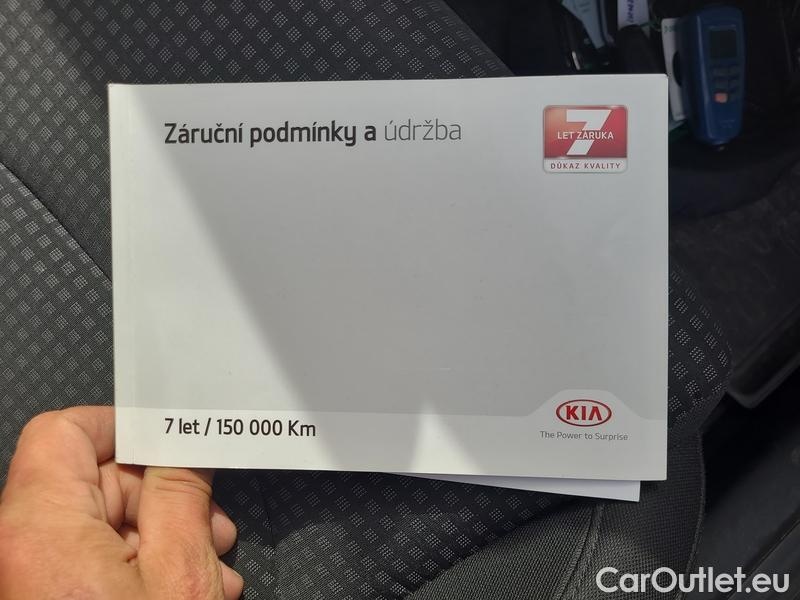 Záruční podmínky a údržba
7
LET ZÁRUKA
DŮKAZ KVALITY
7 let / 150 000 Km
KIA
The Power to Surprise
CarOutlet.eu